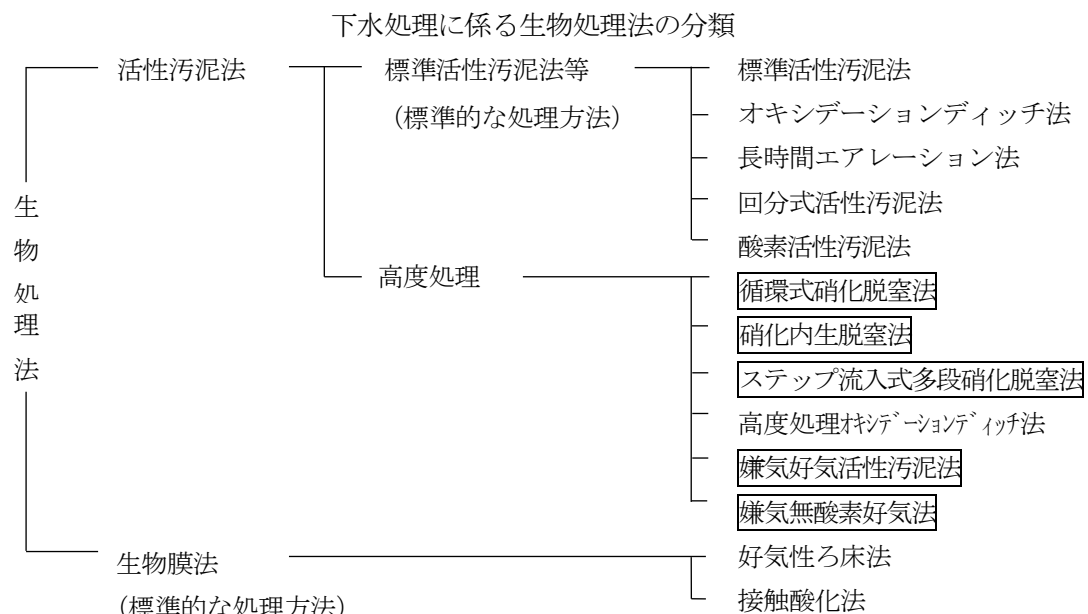 下水処理に係る生物処理法の分類
生物処理法
活性汚泥法
標準活性汚泥法等
(標準的な処理方法)
標準活性汚泥法
オキシデーションディッチ法
長時間エアレーション法
回分式活性汚泥法
酸素活性汚泥法
高度処理
循環式硝化脱窒法
硝化内生脱窒法
ステップ流入式多段硝化脱窒法
高度処理ｵｷｼﾃﾞｰｼｮﾝﾃﾞｨｯﾁ法
嫌気好気活性汚泥法
嫌気無酸素好気法
生物膜法
(標準的な処理方法)
好気性ろ床法
接触酸化法